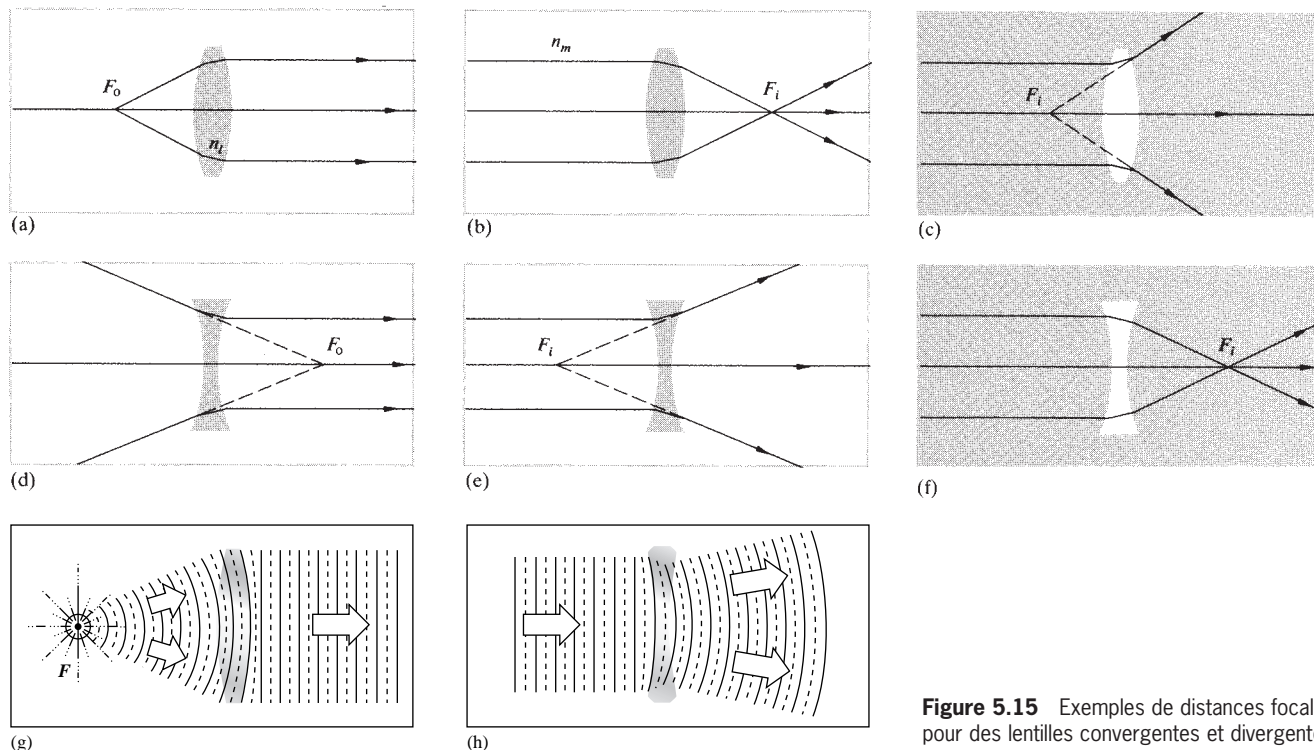 F_o
n_l
(a)
n_m
F_i
(b)
F_i
(c)
F_o
(d)
F_i
(e)
F_i
(f)
F
(g)
(h)
Figure 5.15 Exemples de distances focal
pour des lentilles convergentes et divergent